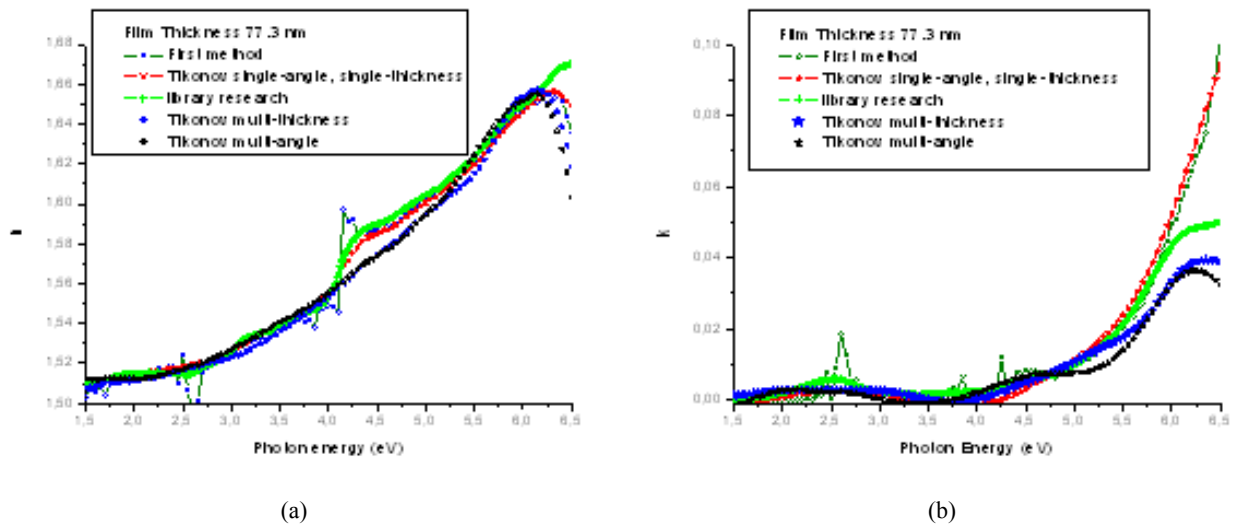 Film Thickness 77.3 nm
First method
Tikonov single-angle, single-thickness
library research
Tikonov multi-thickness
Tikonov multi-angle
1,68
1,66
1,64
1,62
1,60
1,58
1,56
1,54
1,52
1,50
1,5 2,0 2,5 3,0 3,5 4,0 4,5 5,0 5,5 6,0 6,5
Photon energy (eV)
(a)
Film Thickness 77.3 nm
First method
Tikonov single-angle, single-thickness
library research
Tikonov multi-thickness
Tikonov multi-angle
0,10
0,08
0,06
0,04
0,02
0,00
k
1,5 2,0 2,5 3,0 3,5 4,0 4,5 5,0 5,5 6,0 6,5
Photon Energy (eV)
(b)